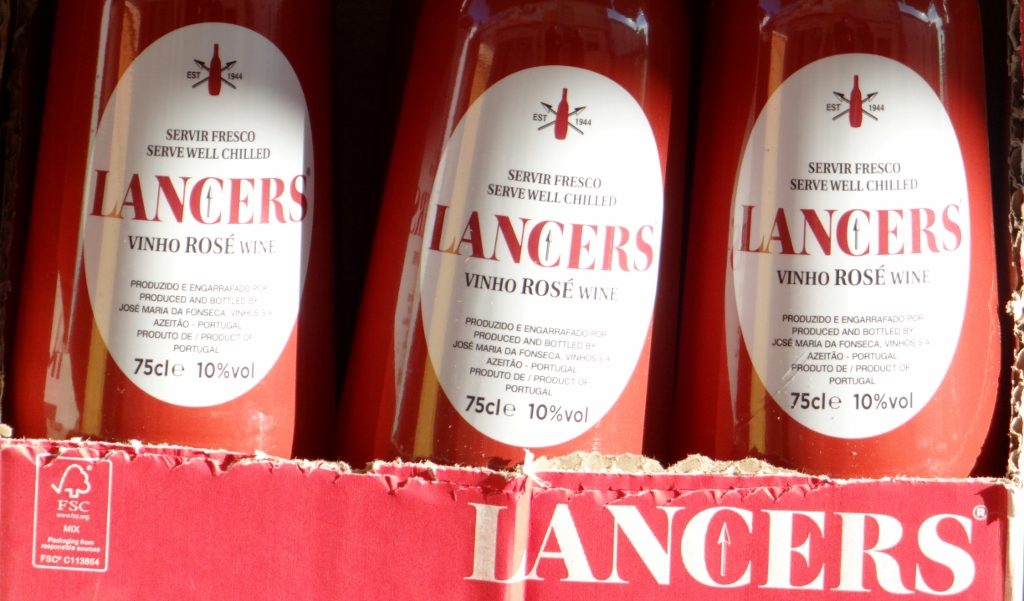 EST 1944
SERVIR FRESCO
SERVE WELL CHILLED
LANCERS
VINHO ROSÉ WINE
PRODUZIDO E ENGARRAFADO POR
PRODUCED AND BOTTLED BY
JOSÉ MARIA DA FONSECA, VINHOS S A
AZEITÃO - PORTUGAL
PRODUTO DE / PRODUCT OF
PORTUGAL
75cl e 10%vol
EST 1944
SERVIR FRESCO
SERVE WELL CHILLED
LANCERS
VINHO ROSÉ WINE
PRODUZIDO E ENGARRAFADO POR
PRODUCED AND BOTTLED BY
JOSÉ MARIA DA FONSECA, VINHOS S A
AZEITÃO - PORTUGAL
PRODUTO DE / PRODUCT OF
PORTUGAL
75cl e 10%vol
EST 1944
SERVIR FRESCO
SERVE WELL CHILLED
LANCERS
VINHO ROSÉ WINE
PRODUZIDO E ENGARRAFADO POR
PRODUCED AND BOTTLED BY
JOSÉ MARIA DA FONSECA, VINHOS S A
AZEITÃO - PORTUGAL
PRODUTO DE / PRODUCT OF
PORTUGAL
75cl e 10%vol
FSC
www.fsc.org
MIX
Packaging from
responsible sources
FSC® C113864
LANCERS®